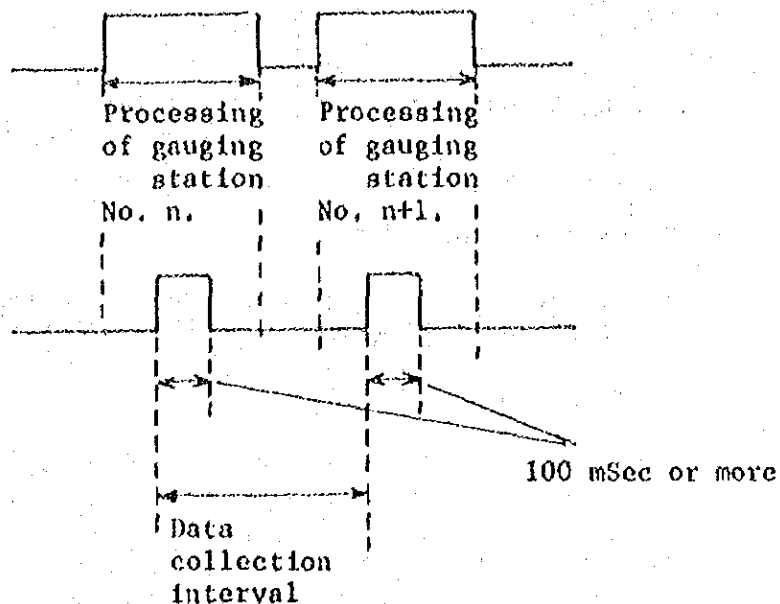 Processing
of gauging
station
No. n.
Processing
of gauging
station
No. n+1.
100 mSec or more
Data
collection
interval